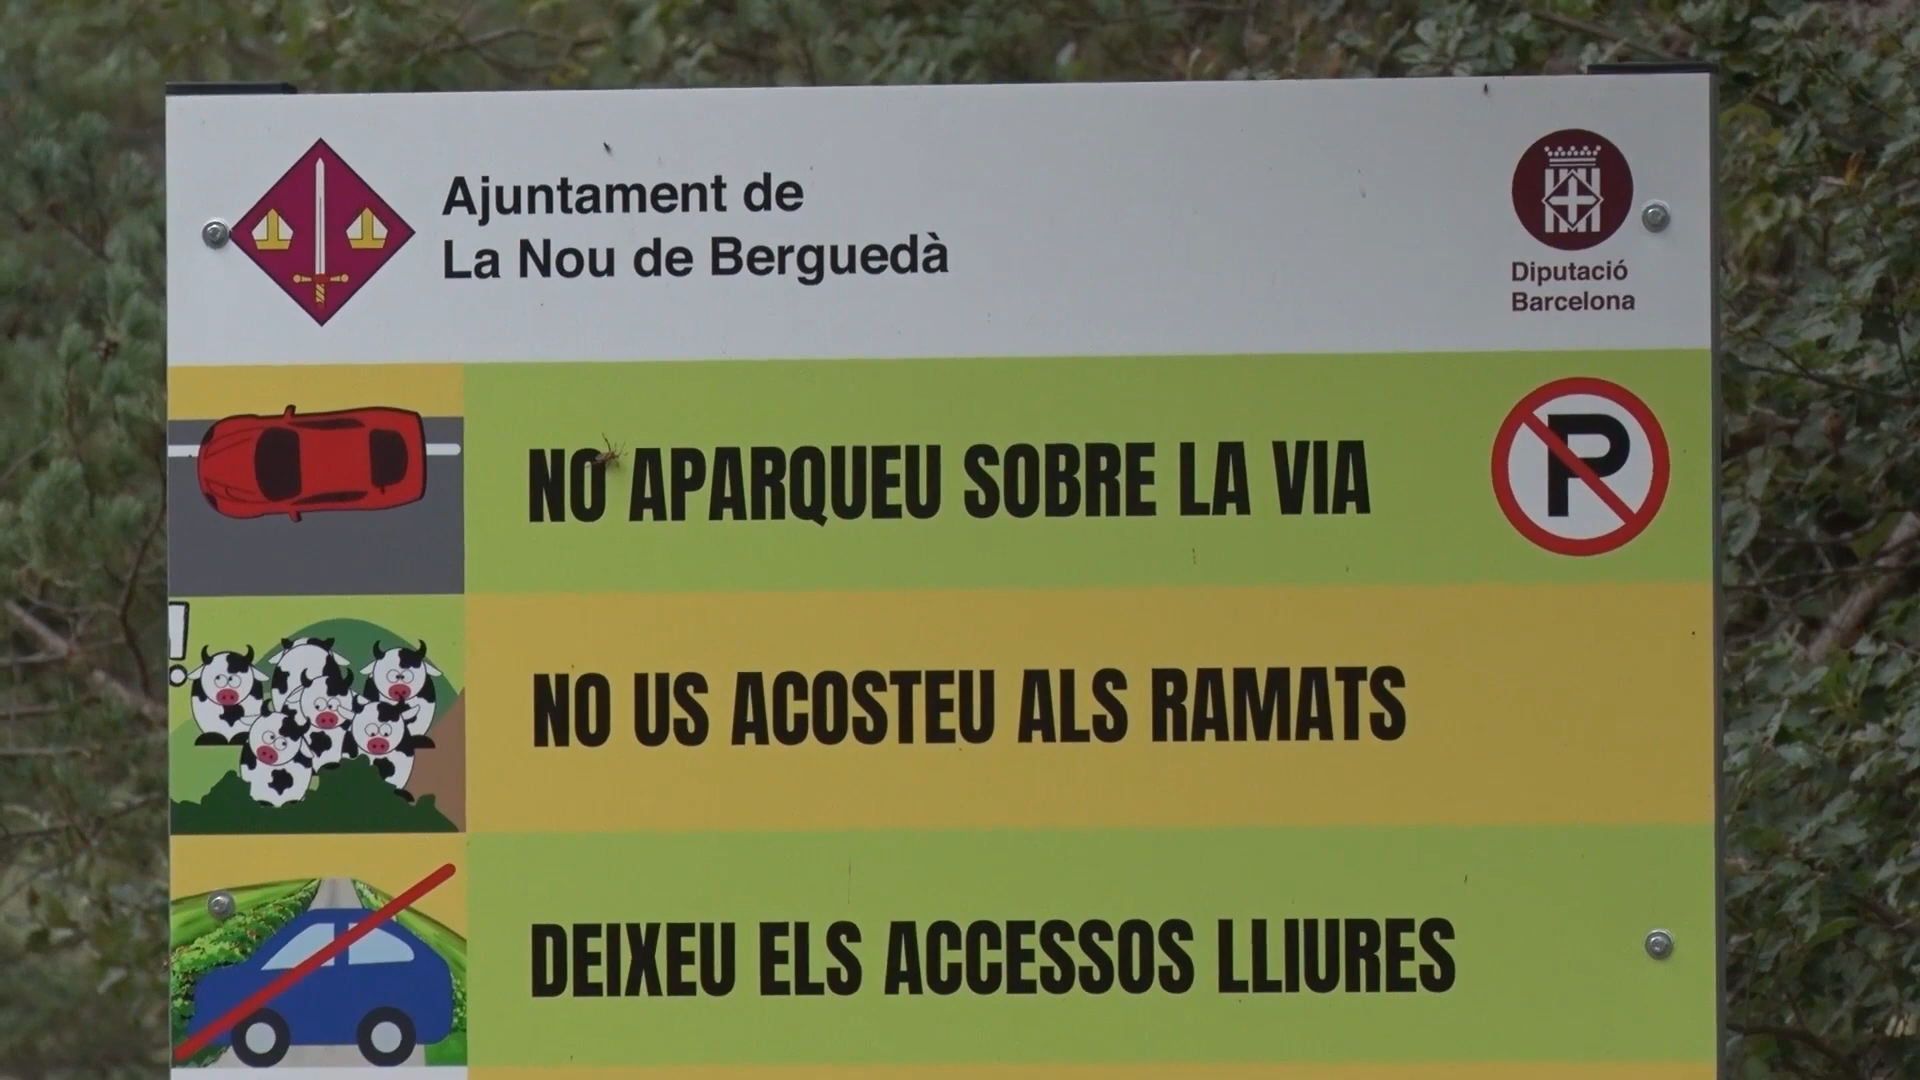 Ajuntament de
La Nou de Berguedà
Diputació
Barcelona
NO APARQUEU SOBRE LA VIA
P
NO US ACOSTEU ALS RAMATS
!
DEIXEU ELS ACCESSOS LLIURES